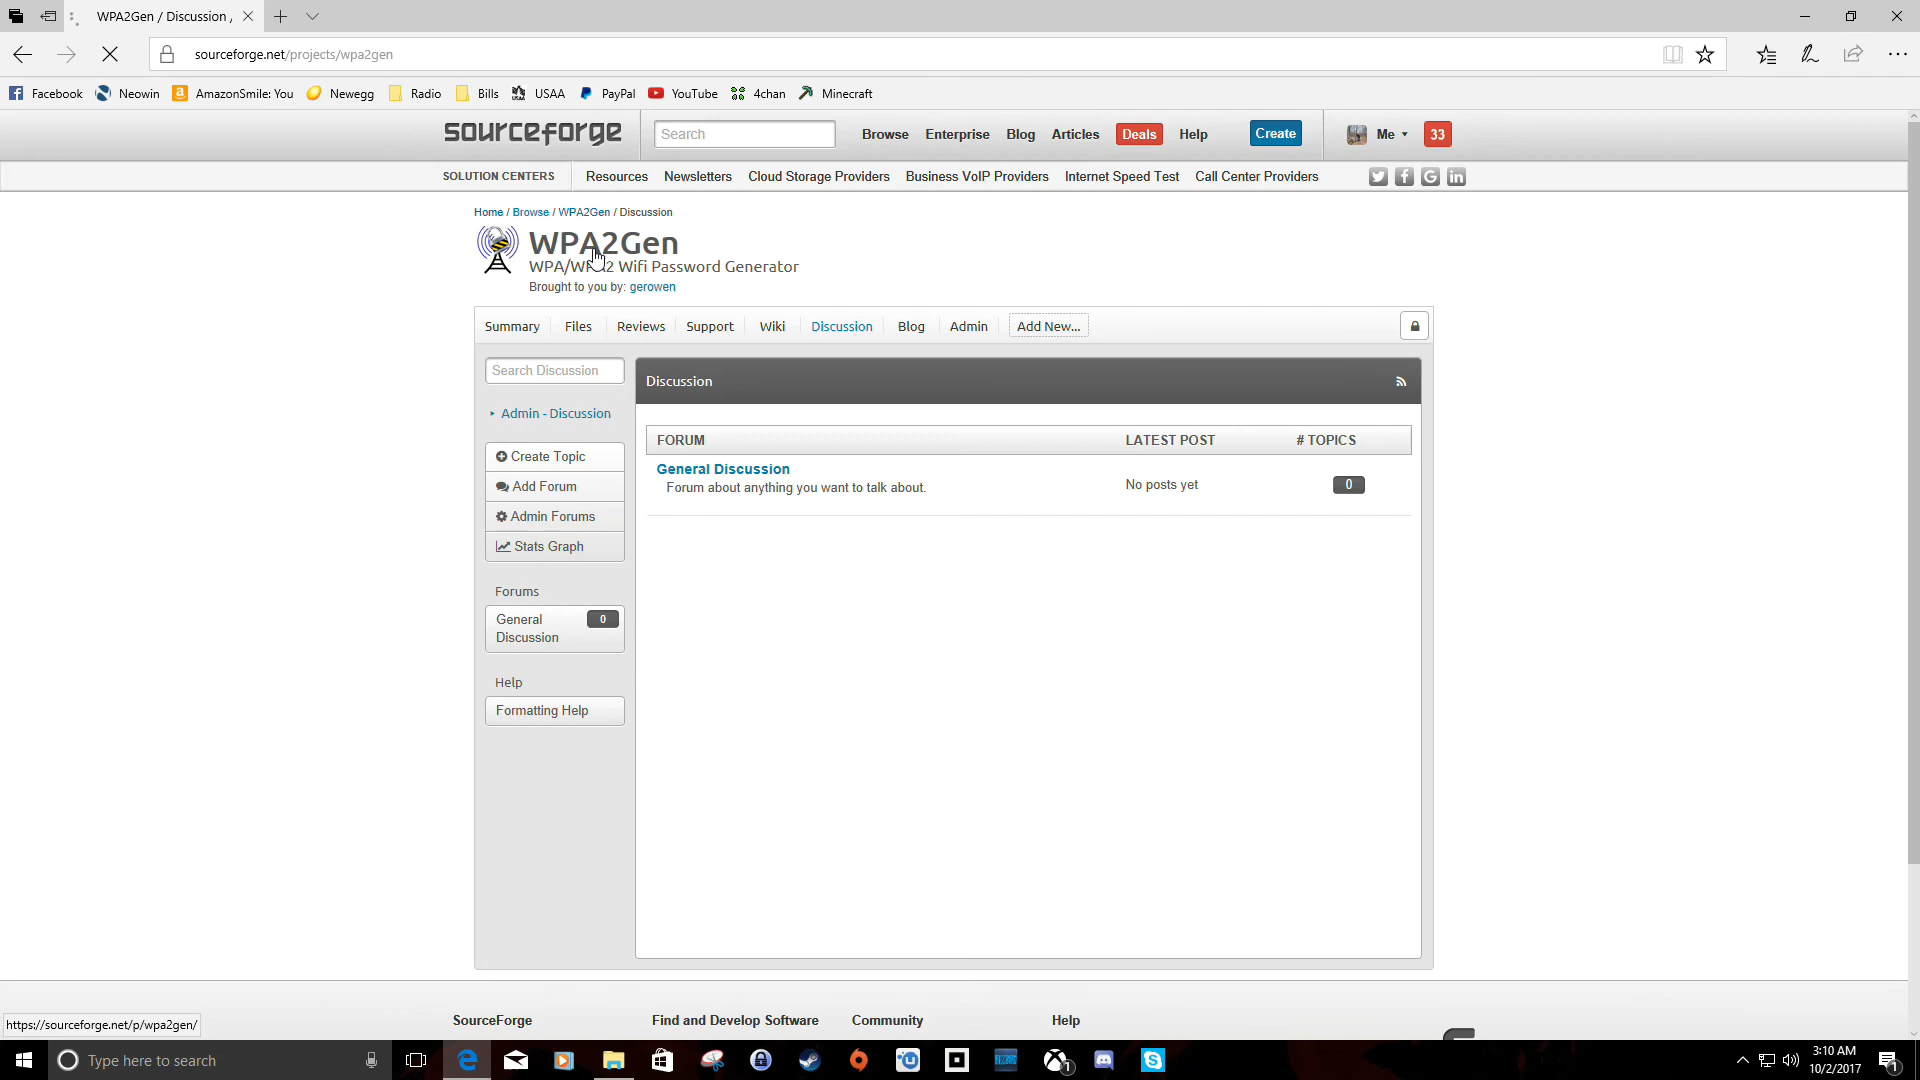 WPA2Gen / Discussion /
sourceforge.net/projects/wpa2gen
Facebook Neowin AmazonSmile: You Newegg Radio Bills USAA PayPal YouTube 4chan Minecraft
sourceforge Search Browse Enterprise Blog Articles Deals Help Create Me 33
SOLUTION CENTERS Resources Newsletters Cloud Storage Providers Business VoIP Providers Internet Speed Test Call Center Providers
Home / Browse / WPA2Gen / Discussion
WPA2Gen
WPA/WPA2 Wifi Password Generator
Brought to you by: gerowen
Summary Files Reviews Support Wiki Discussion Blog Admin Add New...
Search Discussion
Discussion
Admin - Discussion
FORUM LATEST POST # TOPICS
Create Topic
General Discussion
Forum about anything you want to talk about.
No posts yet 0
Add Forum
Admin Forums
Stats Graph
Forums
General Discussion 0
Help
Formatting Help
SourceForge Find and Develop Software Community Help
https://sourceforge.net/p/wpa2gen/
Type here to search
3:10 AM
10/2/2017